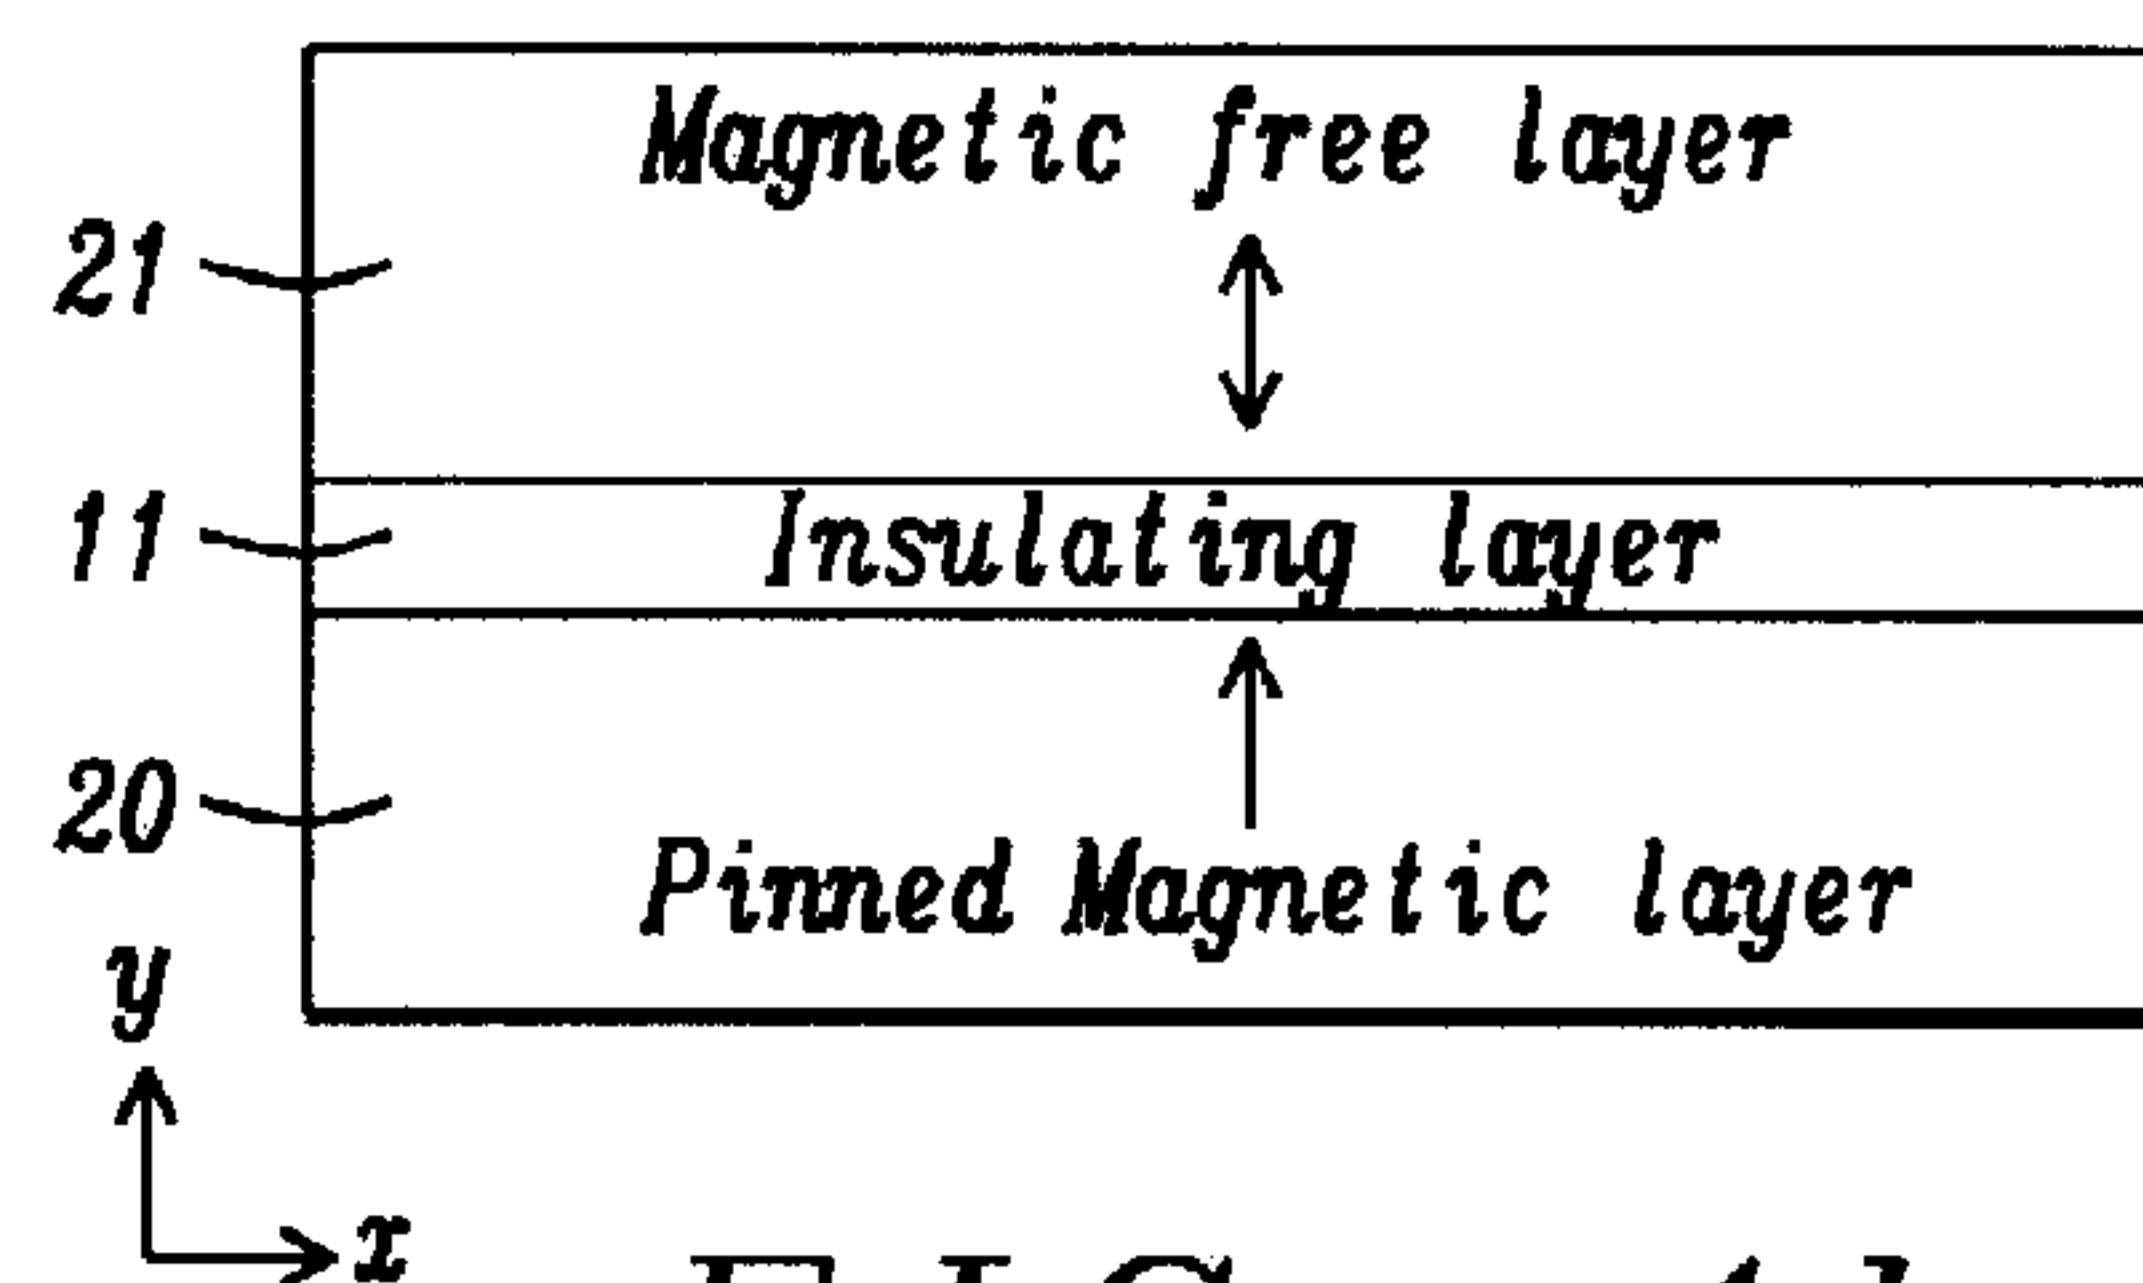 Magnetic free layer
21
11
Insulating layer
20
Pinned Magnetic layer
y
x